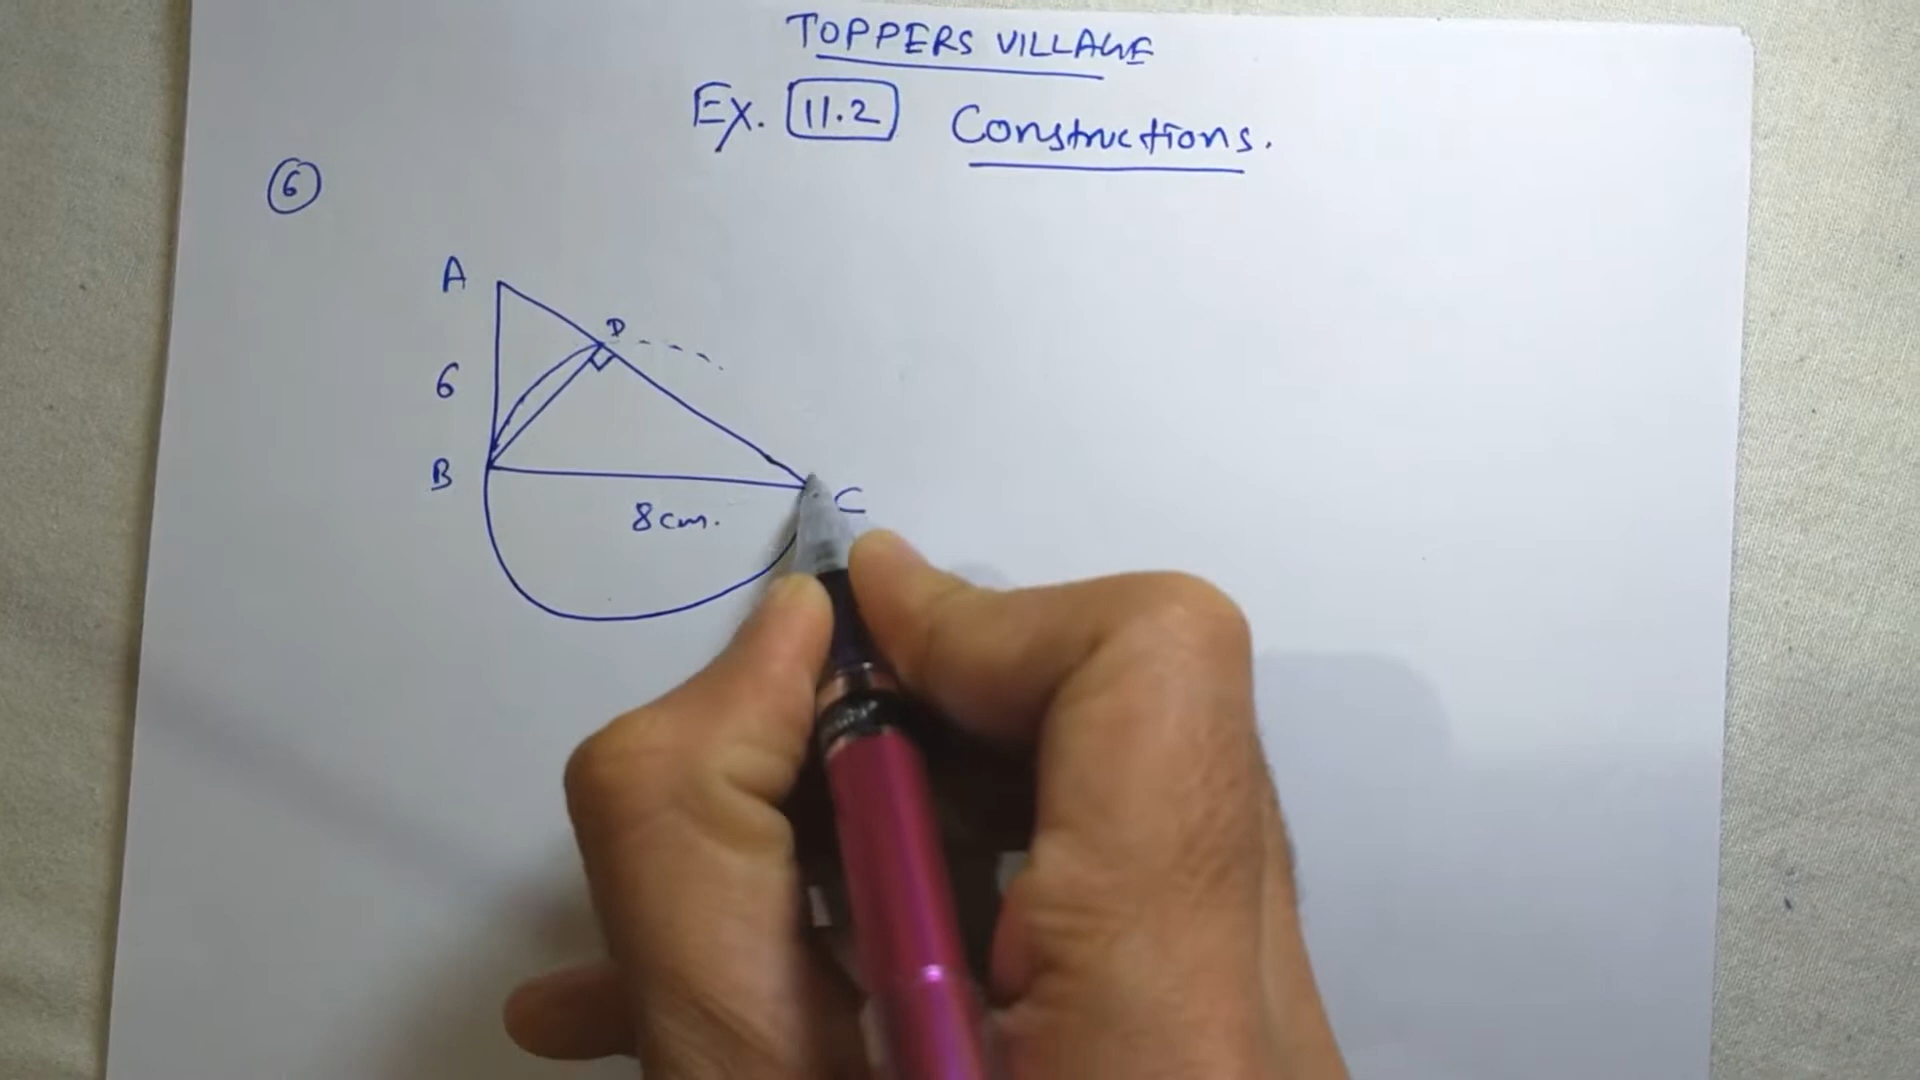 TOPPERS VILLAGE
Ex. 11.2 Constructions.
6
A
D
6
B
C
8cm.